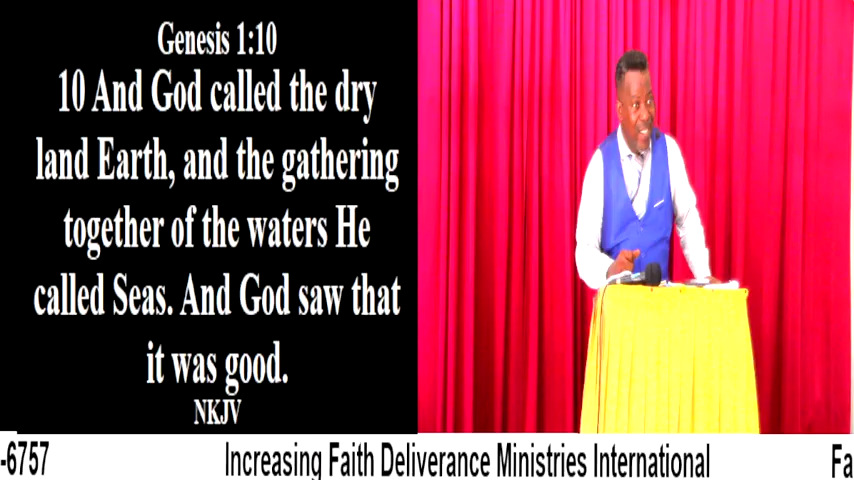 Genesis 1:10
10 And God called the dry
land Earth, and the gathering
together of the waters He
called Seas. And God saw that
it was good.
NKJV
-6757 Increasing Faith Deliverance Ministries International Fa